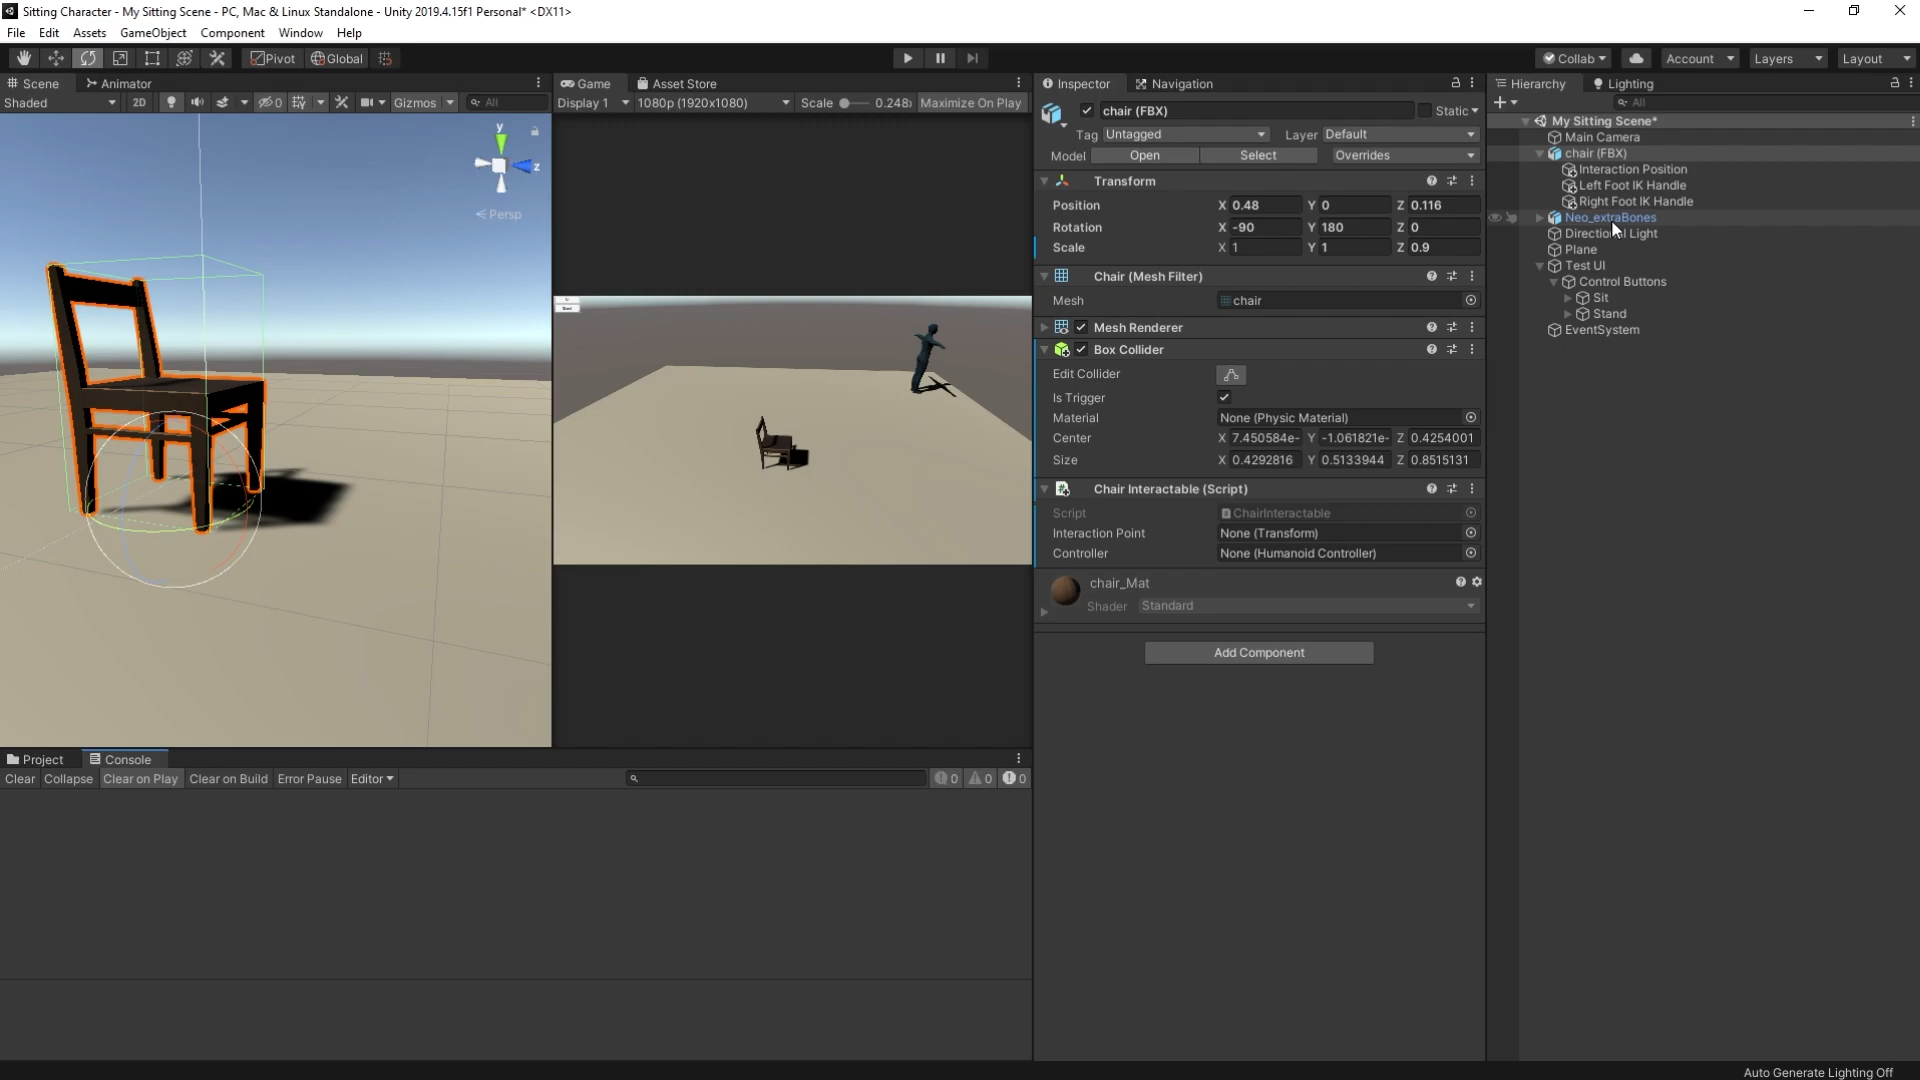 Sitting Character - My Sitting Scene - PC, Mac & Linux Standalone - Unity 2019.4.15f1 Personal* <DX11>
File Edit Assets GameObject Component Window Help
Pivot Global Collab Account Layers Layout
Scene Animator
Shaded 2D 0 Gizmos All
y
z
Persp
Game Asset Store
Display 1 1080p (1920x1080) Scale 0.248: Maximize On Play
Inspector Navigation
chair (FBX) Static
Tag Untagged Layer Default
Model Open Select Overrides
Transform
Position X 0.48 Y 0 Z 0.116
Rotation X -90 Y 180 Z 0
Scale X 1 Y 1 Z 0.9
Chair (Mesh Filter)
Mesh chair
Mesh Renderer
Box Collider
Edit Collider
Is Trigger
Material None (Physic Material)
Center X 7.450584e- Y -1.061821e- Z 0.4254001
Size X 0.4292816 Y 0.5133944 Z 0.8515131
Chair Interactable (Script)
Script ChairInteractable
Interaction Point None (Transform)
Controller None (Humanoid Controller)
chair_Mat
Shader Standard
Add Component
Hierarchy Lighting
All
My Sitting Scene*
Main Camera
chair (FBX)
Interaction Position
Left Foot IK Handle
Right Foot IK Handle
Neo_extraBones
Directional Light
Plane
Test UI
Control Buttons
Sit
Stand
EventSystem
Project Console
Clear Collapse Clear on Play Clear on Build Error Pause Editor 0 0 0
Auto Generate Lighting Off